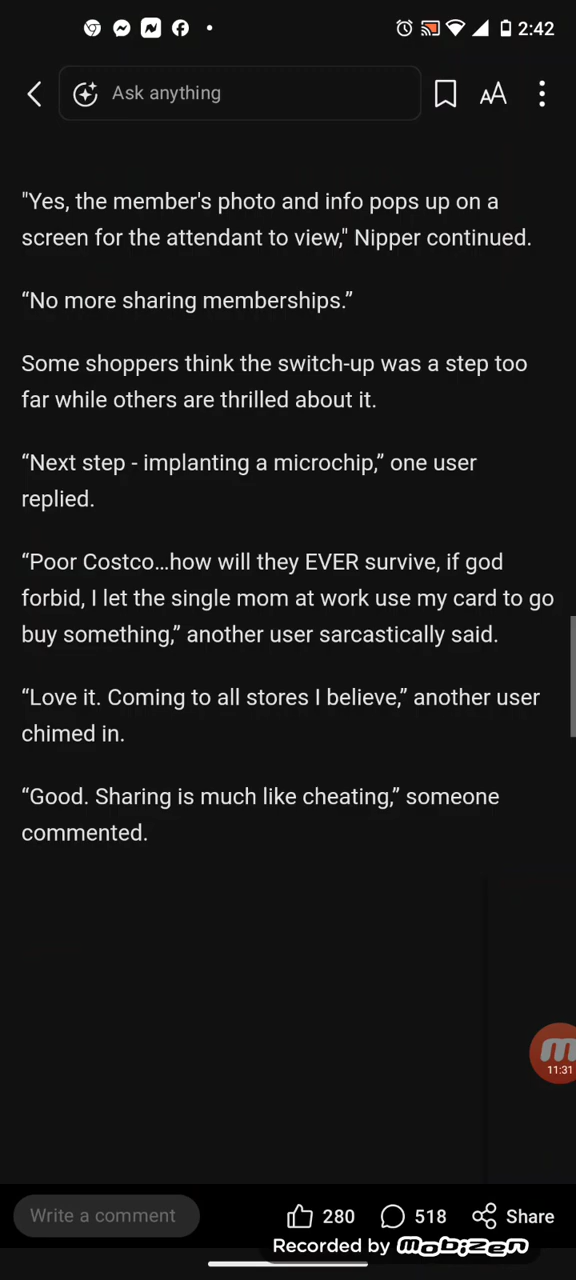 2:42
Ask anything
AA
"Yes, the member's photo and info pops up on a
screen for the attendant to view," Nipper continued.
“No more sharing memberships.”
Some shoppers think the switch-up was a step too
far while others are thrilled about it.
“Next step - implanting a microchip,” one user
replied.
“Poor Costco…how will they EVER survive, if god
forbid, I let the single mom at work use my card to go
buy something,” another user sarcastically said.
“Love it. Coming to all stores I believe,” another user
chimed in.
“Good. Sharing is much like cheating,” someone
commented.
m
11:31
Write a comment
280
518
Share
Recorded by mobizen